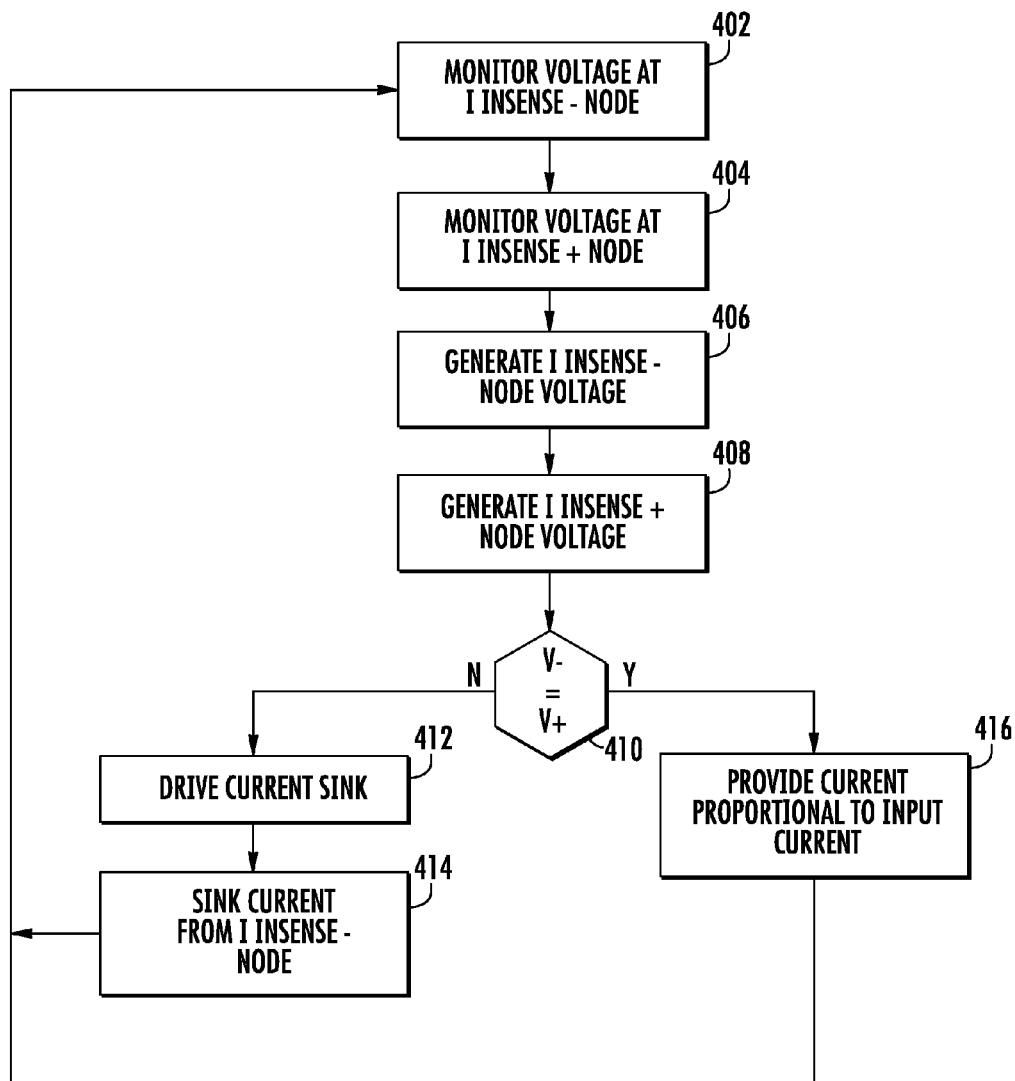 402
MONITOR VOLTAGE AT
I INSENSE - NODE
404
MONITOR VOLTAGE AT
I INSENSE + NODE
406
GENERATE I INSENSE -
NODE VOLTAGE
408
GENERATE I INSENSE +
NODE VOLTAGE
N
V-
=
V+
Y
410
412
DRIVE CURRENT SINK
414
SINK CURRENT
FROM I INSENSE -
NODE
416
PROVIDE CURRENT
PROPORTIONAL TO INPUT
CURRENT